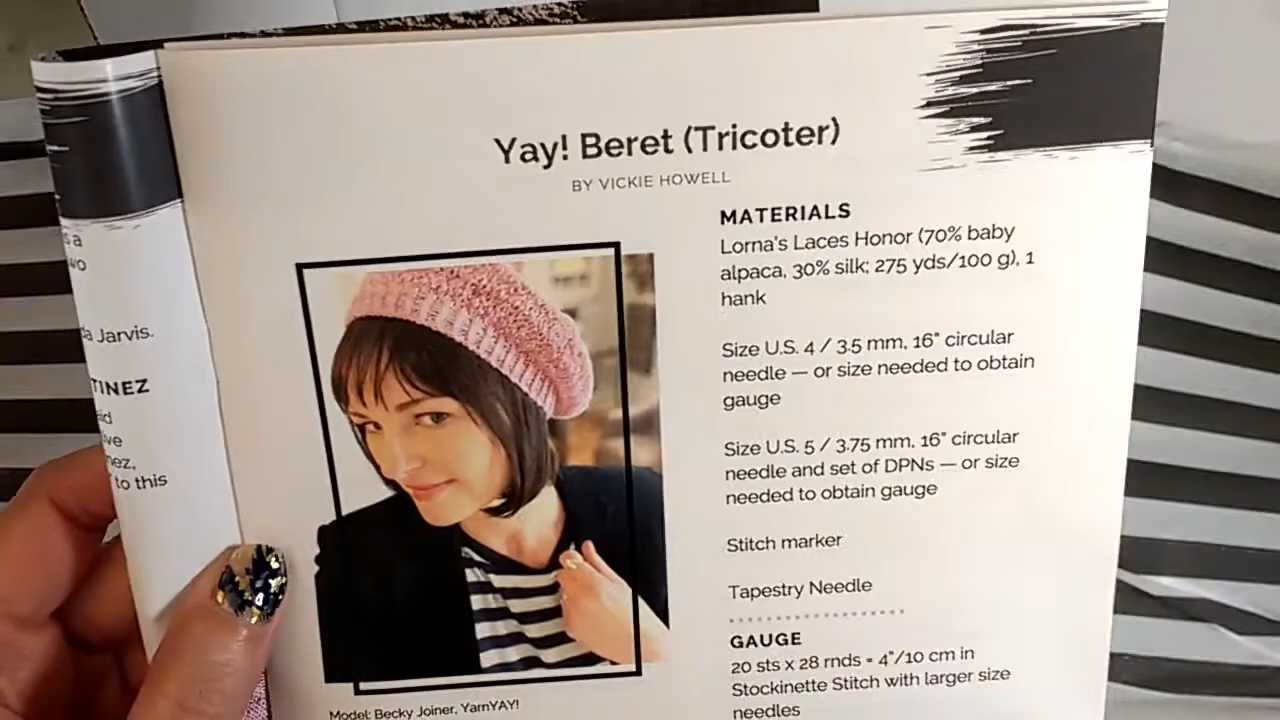 s a
wo
a Jarvis.
TINEZ
id
ve
nez,
to this
Yay! Beret (Tricoter)
BY VICKIE HOWELL
MATERIALS
Lorna's Laces Honor (70% baby
alpaca, 30% silk; 275 yds/100 g), 1
hank
Size U.S. 4 / 3.5 mm, 16" circular
needle — or size needed to obtain
gauge
Size U.S. 5 / 3.75 mm, 16" circular
needle and set of DPNs — or size
needed to obtain gauge
Stitch marker
Tapestry Needle
GAUGE
20 sts x 28 rnds = 4"/10 cm in
Stockinette Stitch with larger size
needles
Model: Becky Joiner, YarnYAY!